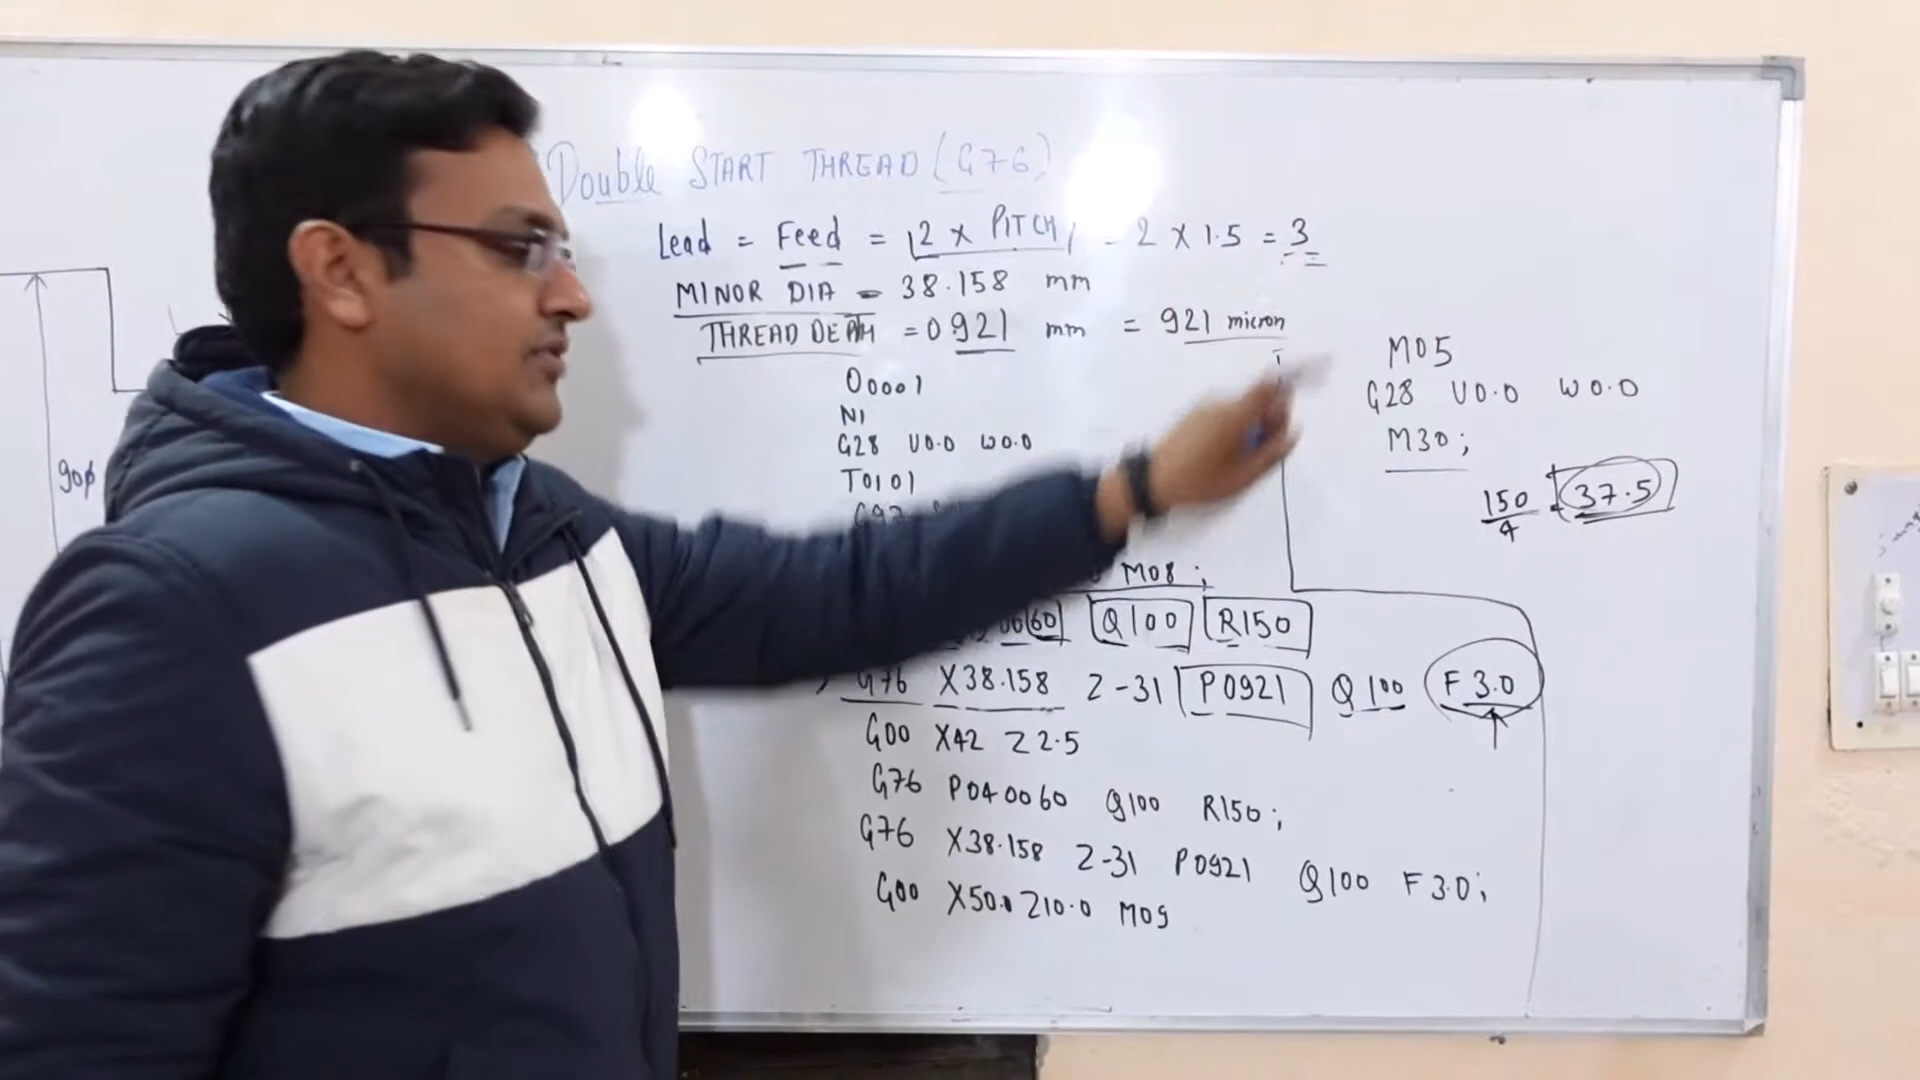 90ϕ
Double START THREAD (G76)
Lead = Feed = 2 x PITCH = 2 x 1.5 = 3
MINOR DIA = 38.158 mm
THREAD DEPTH = 0921 mm = 921 micron
O0001
N1
G28 U0.0 W0.0
T0101
G97
M08;
0060 Q100 R150
G76 X38.158 Z-31 P0921 Q100 F3.0
G00 X42 Z2.5
G76 P040060 Q100 R150;
G76 X38.158 Z-31 P0921 Q100 F3.0;
G00 X50.0 Z10.0 M09
M05
G28 U0.0 W0.0
M30;
150/4 = 37.5